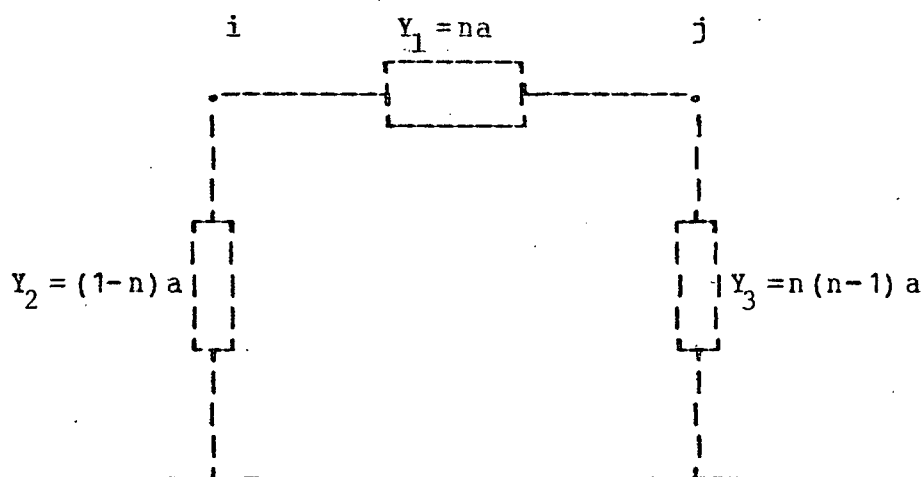 i Y1 = na j
Y2 = (1-n) a
Y3 = n (n-1) a